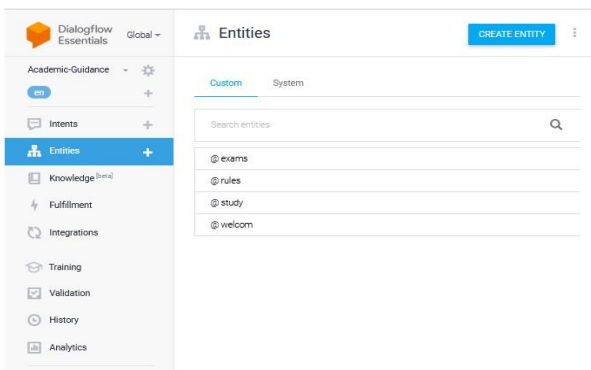 Dialogflow
Essentials
Global
Entities
CREATE ENTITY
Academic-Guidance
en
Custom
System
Intents
Search entities
Entities
@ exams
Knowledge [beta]
@ rules
Fulfillment
@ study
Integrations
@ welcom
Training
Validation
History
Analytics